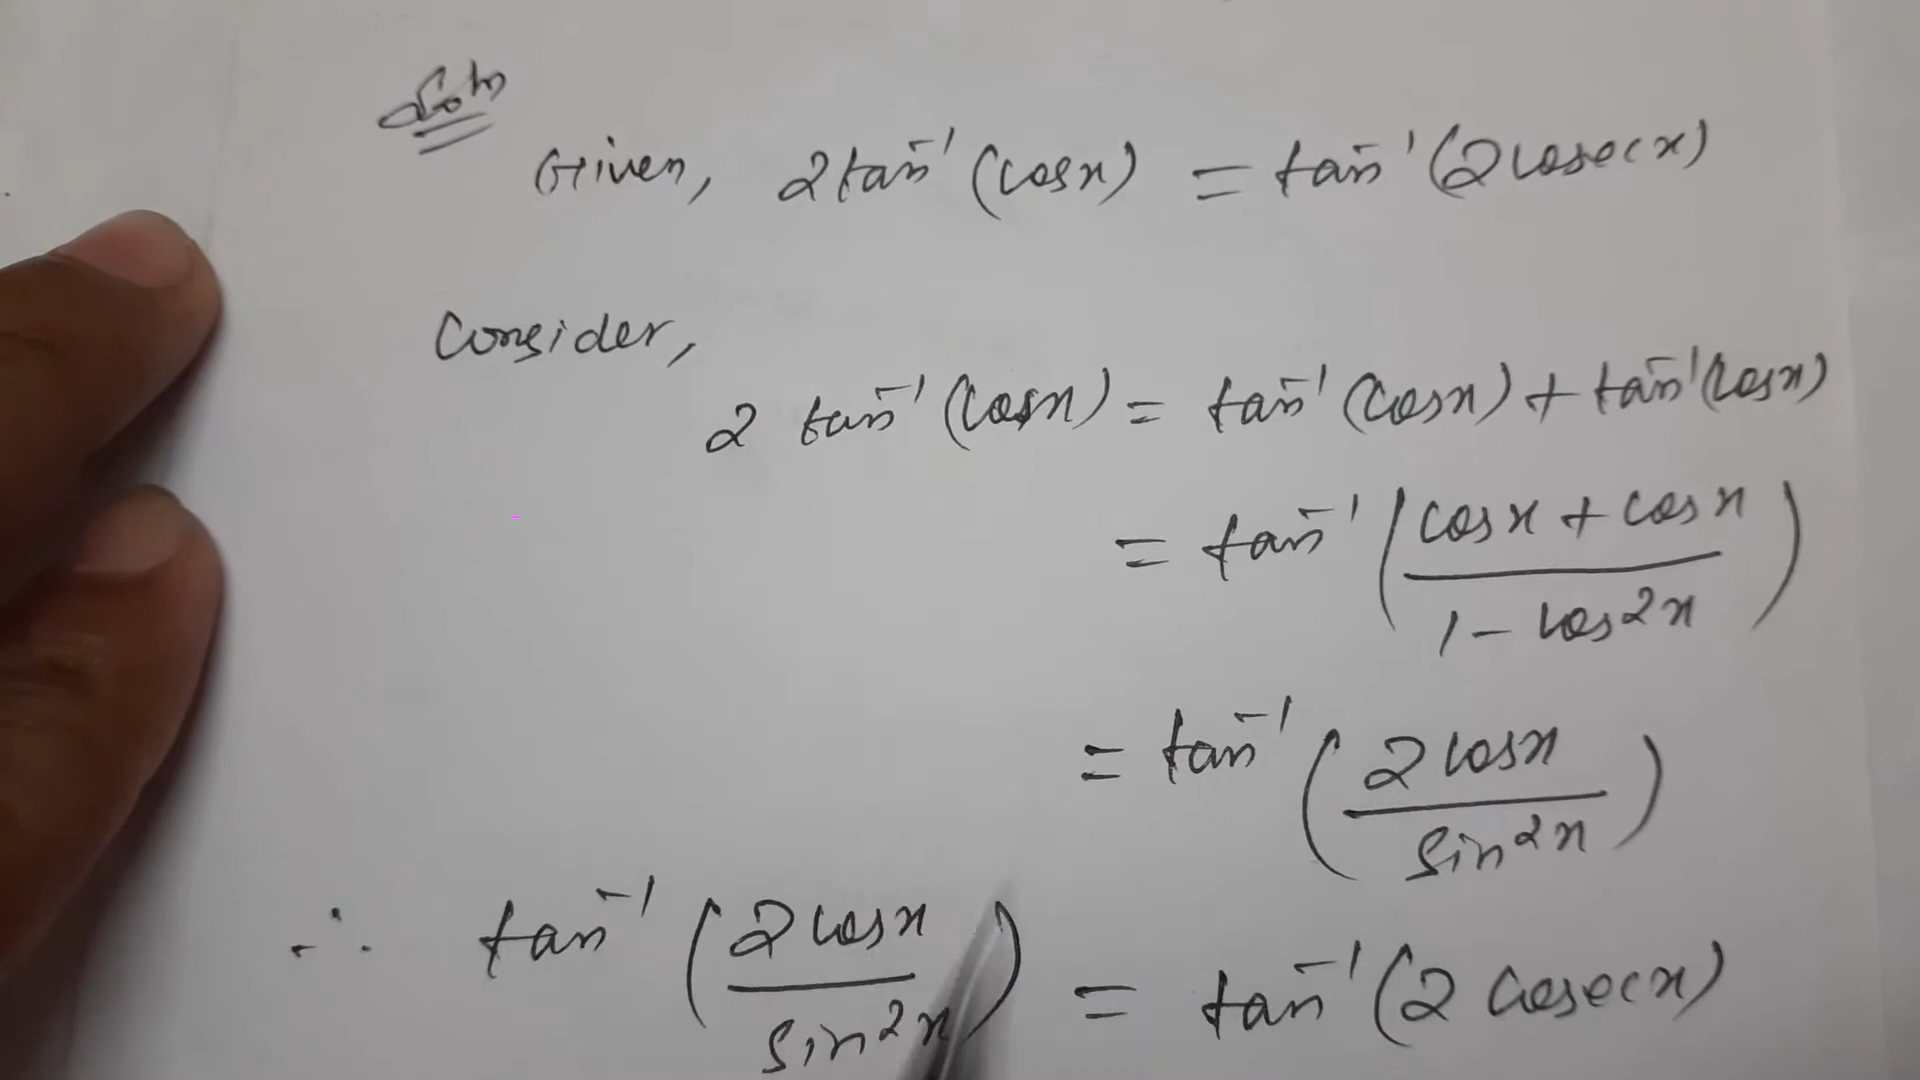 Soln
Given, 2tan⁻¹(cosx) = tan⁻¹(2cosecx)
Consider,
2 tan⁻¹(cosx) = tan⁻¹(cosx) + tan⁻¹(cosx)
= tan⁻¹((cosx + cosx)/(1 - cos²x))
= tan⁻¹(2cosx/sin²x)
∴ tan⁻¹(2cosx/sin²x) = tan⁻¹(2 cosecx)